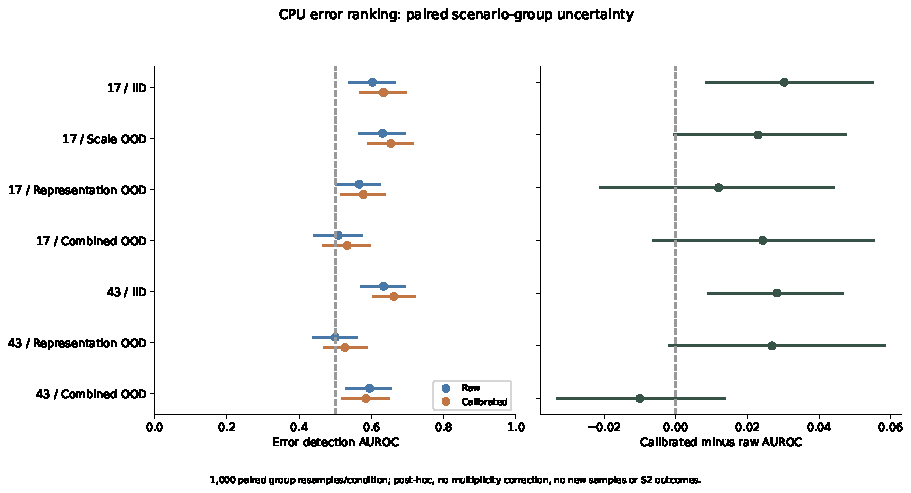 CPU error ranking: paired scenario-group uncertainty
17 / IID
17 / Scale OOD
17 / Representation OOD
17 / Combined OOD
43 / IID
43 / Representation OOD
43 / Combined OOD
Raw
Calibrated
0.0 0.2 0.4 0.6 0.8 1.0
Error detection AUROC
−0.02 0.00 0.02 0.04 0.06
Calibrated minus raw AUROC
1,000 paired group resamples/condition; post-hoc, no multiplicity correction, no new samples or S2 outcomes.